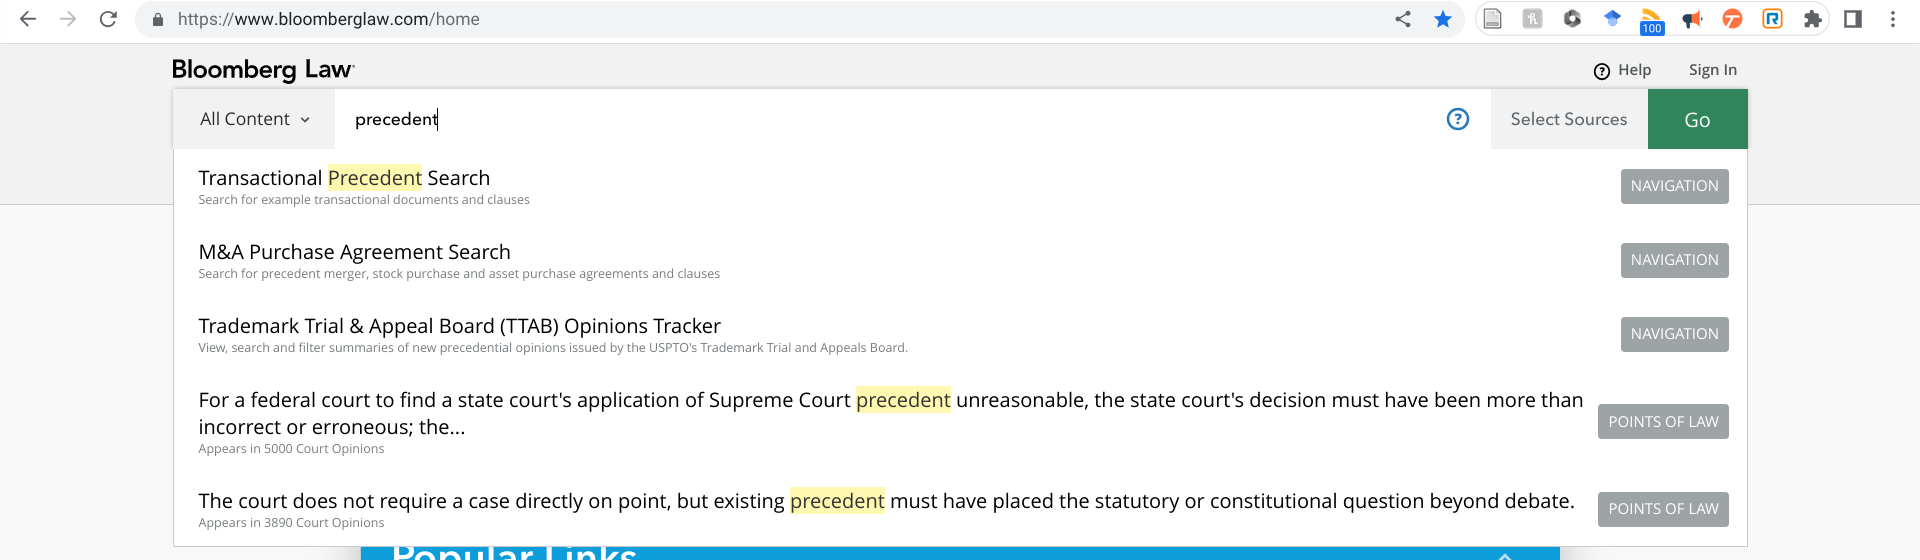 https://www.bloomberglaw.com/home
100
Bloomberg Law
Help
Sign In
All Content
precedent
Select Sources
Go
Transactional Precedent Search
Search for example transactional documents and clauses
NAVIGATION
M&A Purchase Agreement Search
Search for precedent merger, stock purchase and asset purchase agreements and clauses
NAVIGATION
Trademark Trial & Appeal Board (TTAB) Opinions Tracker
View, search and filter summaries of new precedential opinions issued by the USPTO's Trademark Trial and Appeals Board.
NAVIGATION
For a federal court to find a state court's application of Supreme Court precedent unreasonable, the state court's decision must have been more than
incorrect or erroneous; the...
Appears in 5000 Court Opinions
POINTS OF LAW
The court does not require a case directly on point, but existing precedent must have placed the statutory or constitutional question beyond debate.
Appears in 3890 Court Opinions
POINTS OF LAW
Popular Links